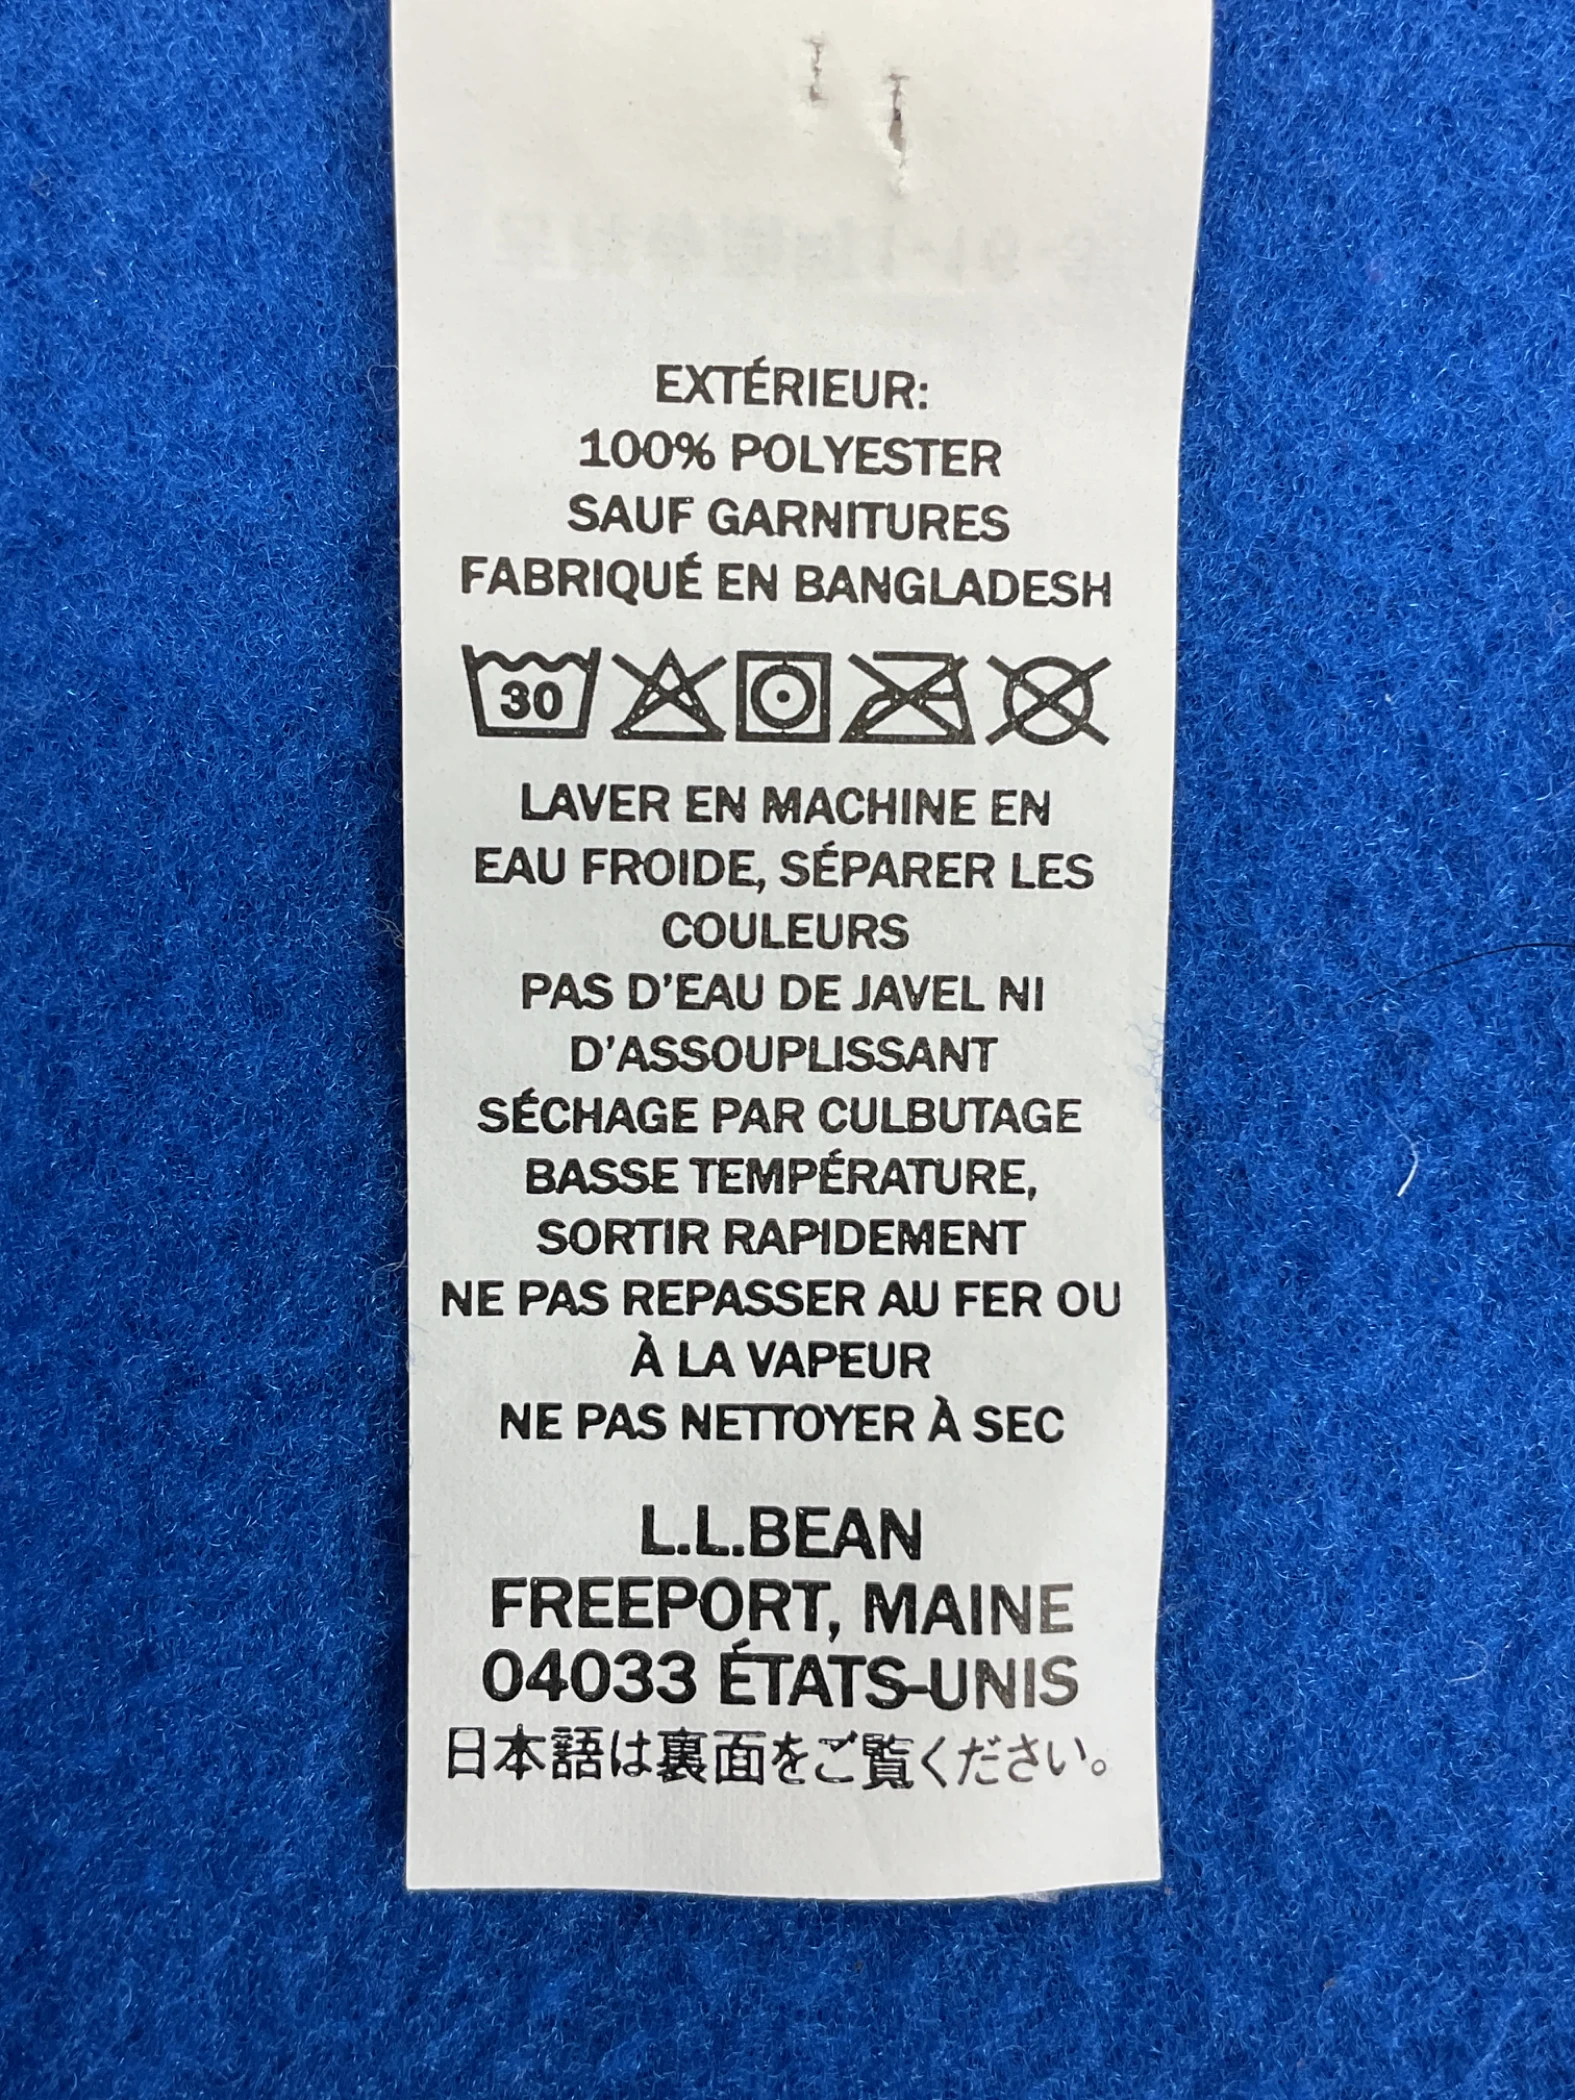 EXTÉRIEUR:
100% POLYESTER
SAUF GARNITURES
FABRIQUÉ EN BANGLADESH
30
LAVER EN MACHINE EN
EAU FROIDE, SÉPARER LES
COULEURS
PAS D'EAU DE JAVEL NI
D'ASSOUPLISSANT
SÉCHAGE PAR CULBUTAGE
BASSE TEMPÉRATURE,
SORTIR RAPIDEMENT
NE PAS REPASSER AU FER OU
À LA VAPEUR
NE PAS NETTOYER À SEC
L.L.BEAN
FREEPORT, MAINE
04033 ÉTATS-UNIS
日本語は裏面をご覧ください。